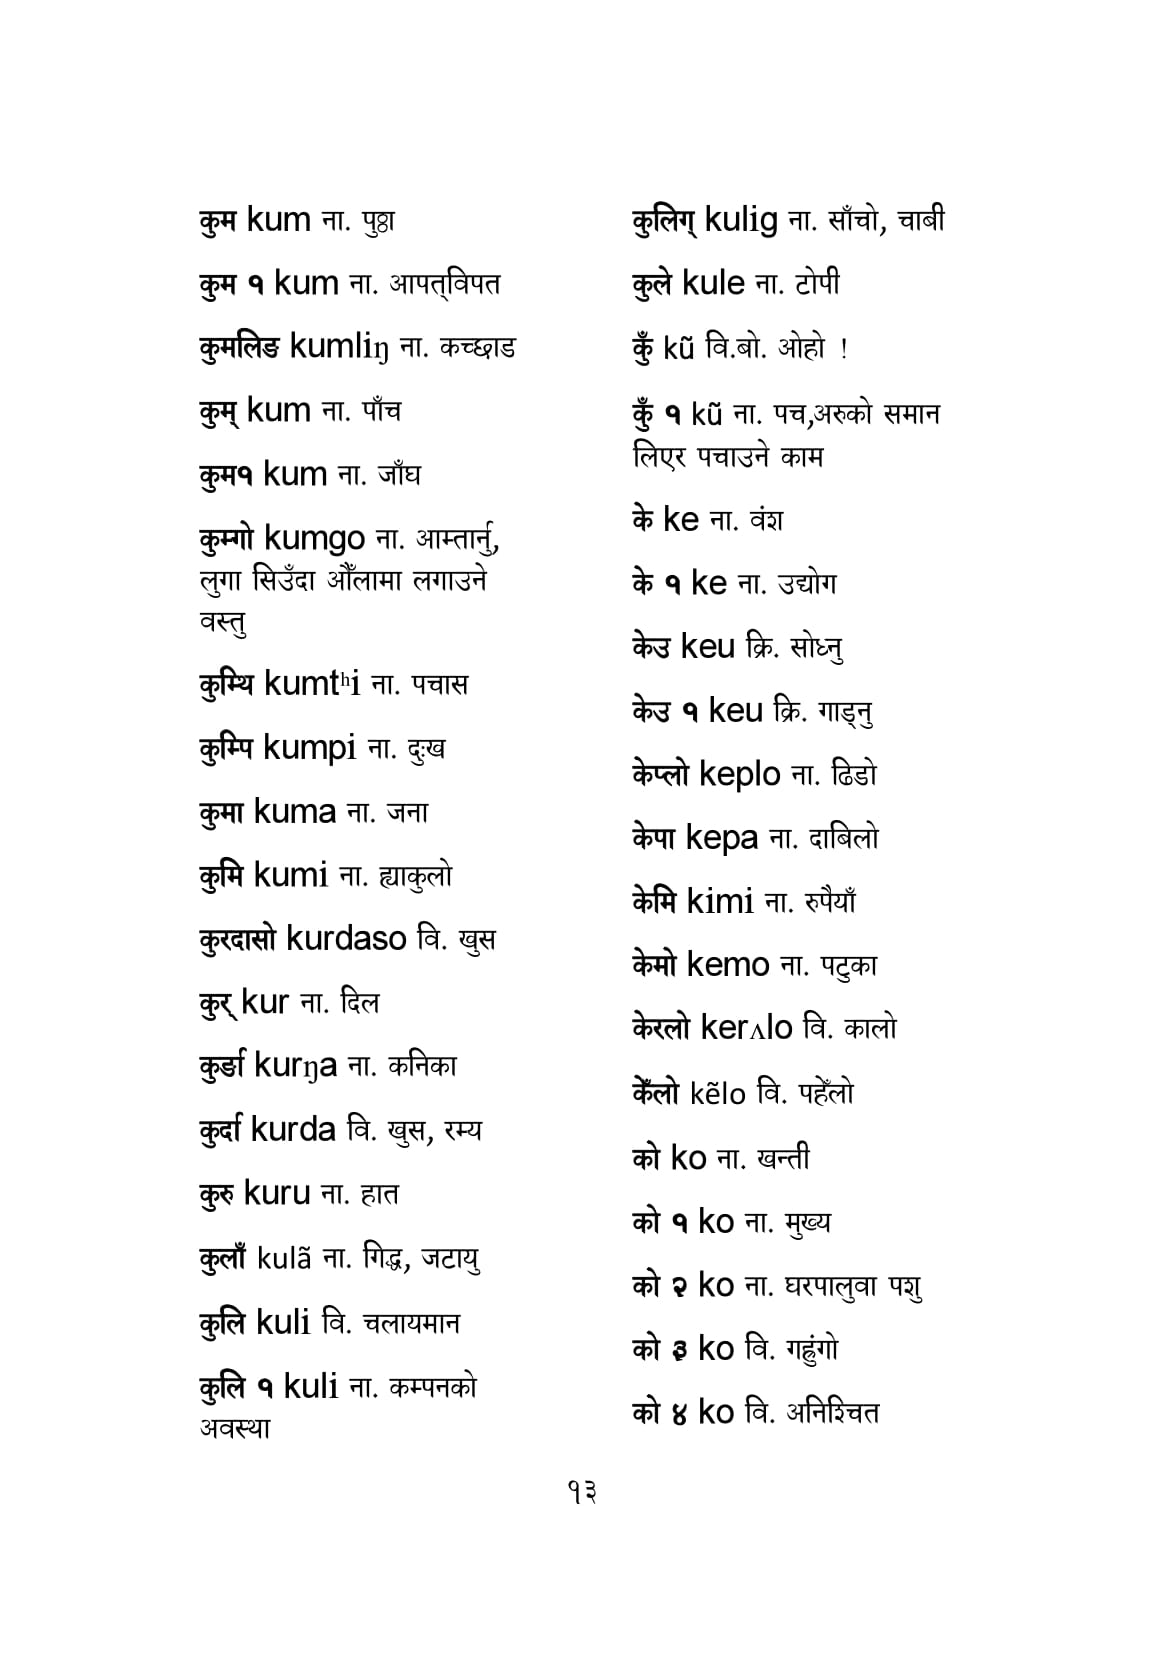 कुम kum ना. पुठ्ठा
कुम १ kum ना. आपत्‌विपत
कुमलिङ kumliŋ ना. कच्छाड
कुम् kum ना. पाँच
कुम१ kum ना. जाँघ
कुम्गो kumgo ना. आम्तार्नु,
लुगा सिउँदा औँलामा लगाउने
वस्तु
कुम्थि kumtʰi ना. पचास
कुम्पि kumpi ना. दुःख
कुमा kuma ना. जना
कुमि kumi ना. ह्याकुलो
कुरदासो kurdaso वि. खुस
कुर् kur ना. दिल
कुर्ङा kurŋa ना. कनिका
कुर्दा kurda वि. खुस, रम्य
कुरु kuru ना. हात
कुलाँ kulã ना. गिद्ध, जटायु
कुलि kuli वि. चलायमान
कुलि १ kuli ना. कम्पनको
अवस्था
कुलिग् kulig ना. साँचो, चाबी
कुले kule ना. टोपी
कुँ kũ वि.बो. ओहो !
कुँ १ kũ ना. पच,अरुको समान
लिएर पचाउने काम
के ke ना. वंश
के १ ke ना. उद्योग
केउ keu क्रि. सोध्नु
केउ १ keu क्रि. गाड्नु
केप्लो keplo ना. ढिडो
केपा kepa ना. दाबिलो
केमि kimi ना. रुपैयाँ
केमो kemo ना. पटुका
केरलो kerʌlo वि. कालो
केँलो kẽlo वि. पहेँलो
को ko ना. खन्ती
को १ ko ना. मुख्य
को २ ko ना. घरपालुवा पशु
को ३ ko वि. गह्रुंगो
को ४ ko वि. अनिश्चित
१३